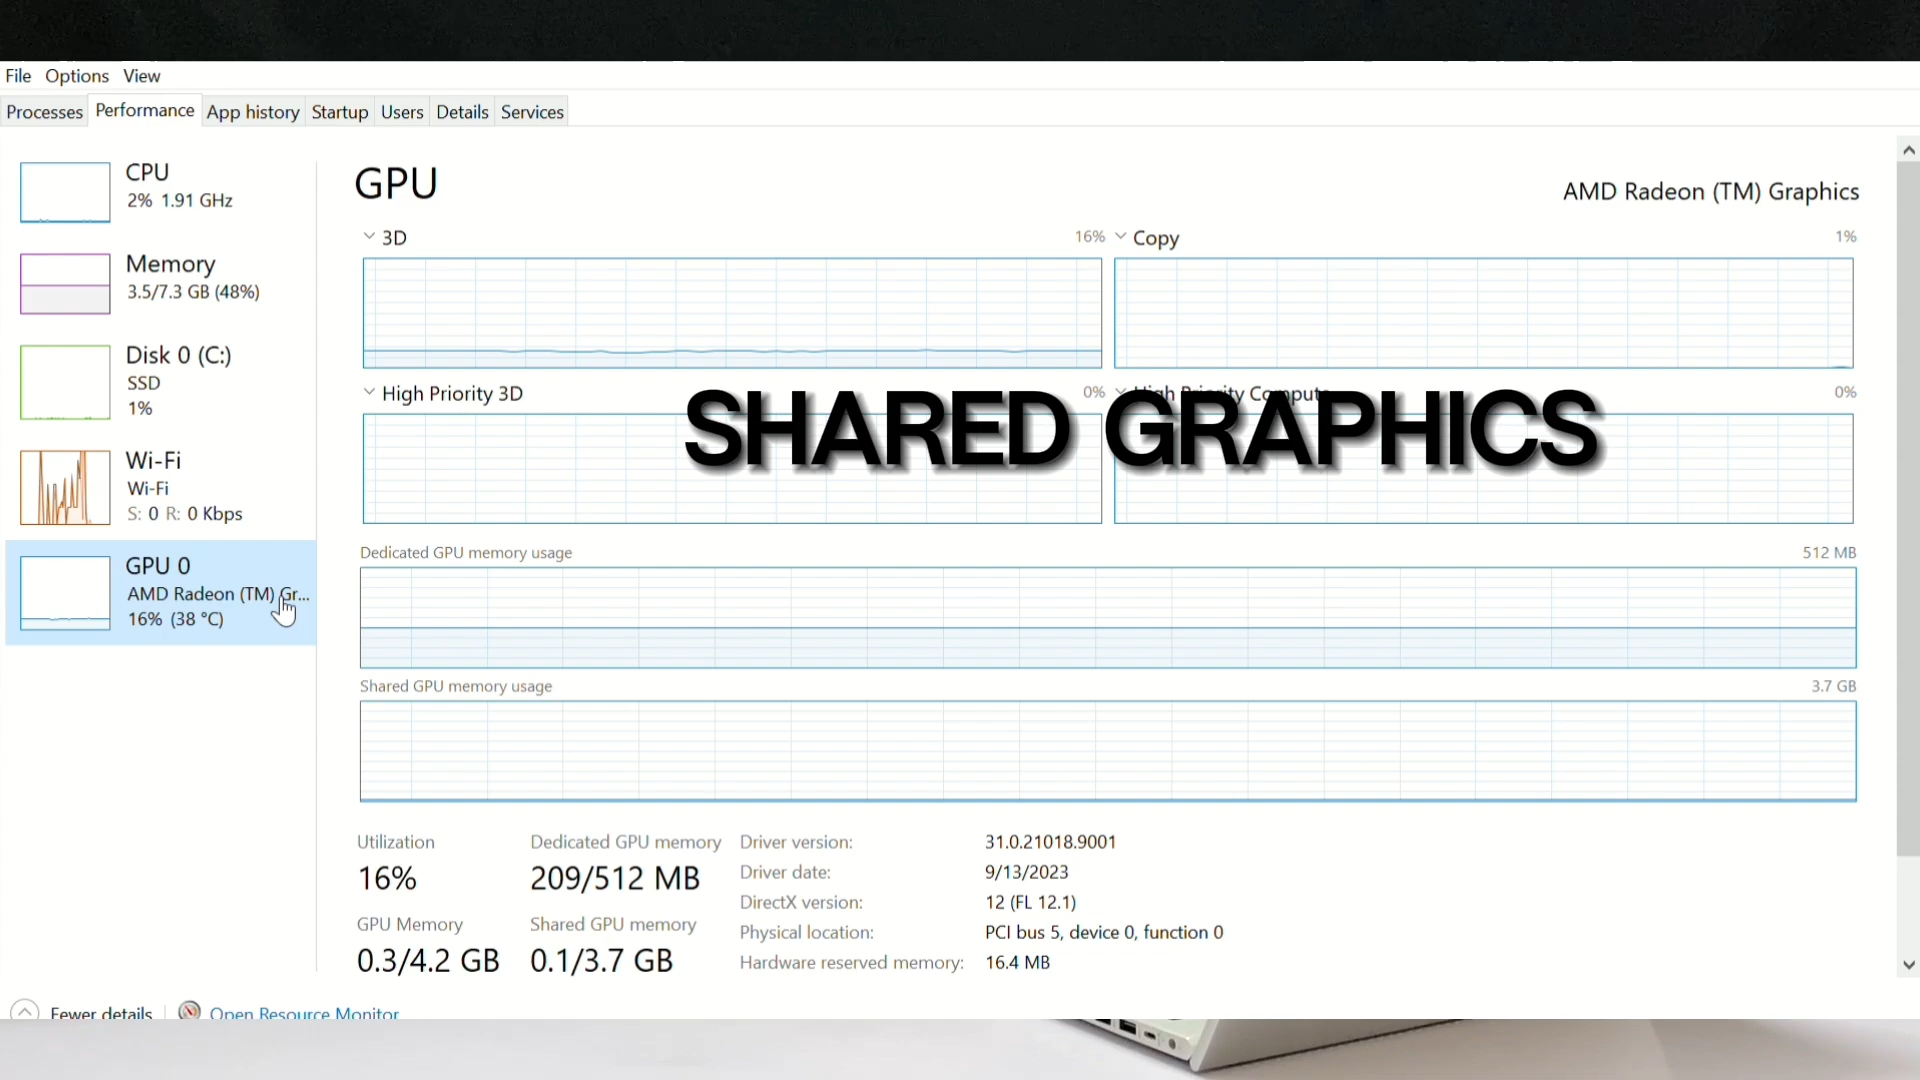 File Options View
Processes Performance App history Startup Users Details Services
CPU
2% 1.91 GHz
Memory
3.5/7.3 GB (48%)
Disk 0 (C:)
SSD
1%
Wi-Fi
Wi-Fi
S: 0 R: 0 Kbps
GPU 0
AMD Radeon (TM) Gr...
16% (38 °C)
GPU
AMD Radeon (TM) Graphics
3D 16%
Copy 1%
High Priority 3D 0%
High Priority Compute 0%
SHARED GRAPHICS
Dedicated GPU memory usage 512 MB
Shared GPU memory usage 3.7 GB
Utilization
16%
Dedicated GPU memory
209/512 MB
GPU Memory
0.3/4.2 GB
Shared GPU memory
0.1/3.7 GB
Driver version: 31.0.21018.9001
Driver date: 9/13/2023
DirectX version: 12 (FL 12.1)
Physical location: PCI bus 5, device 0, function 0
Hardware reserved memory: 16.4 MB
Fewer details Open Resource Monitor